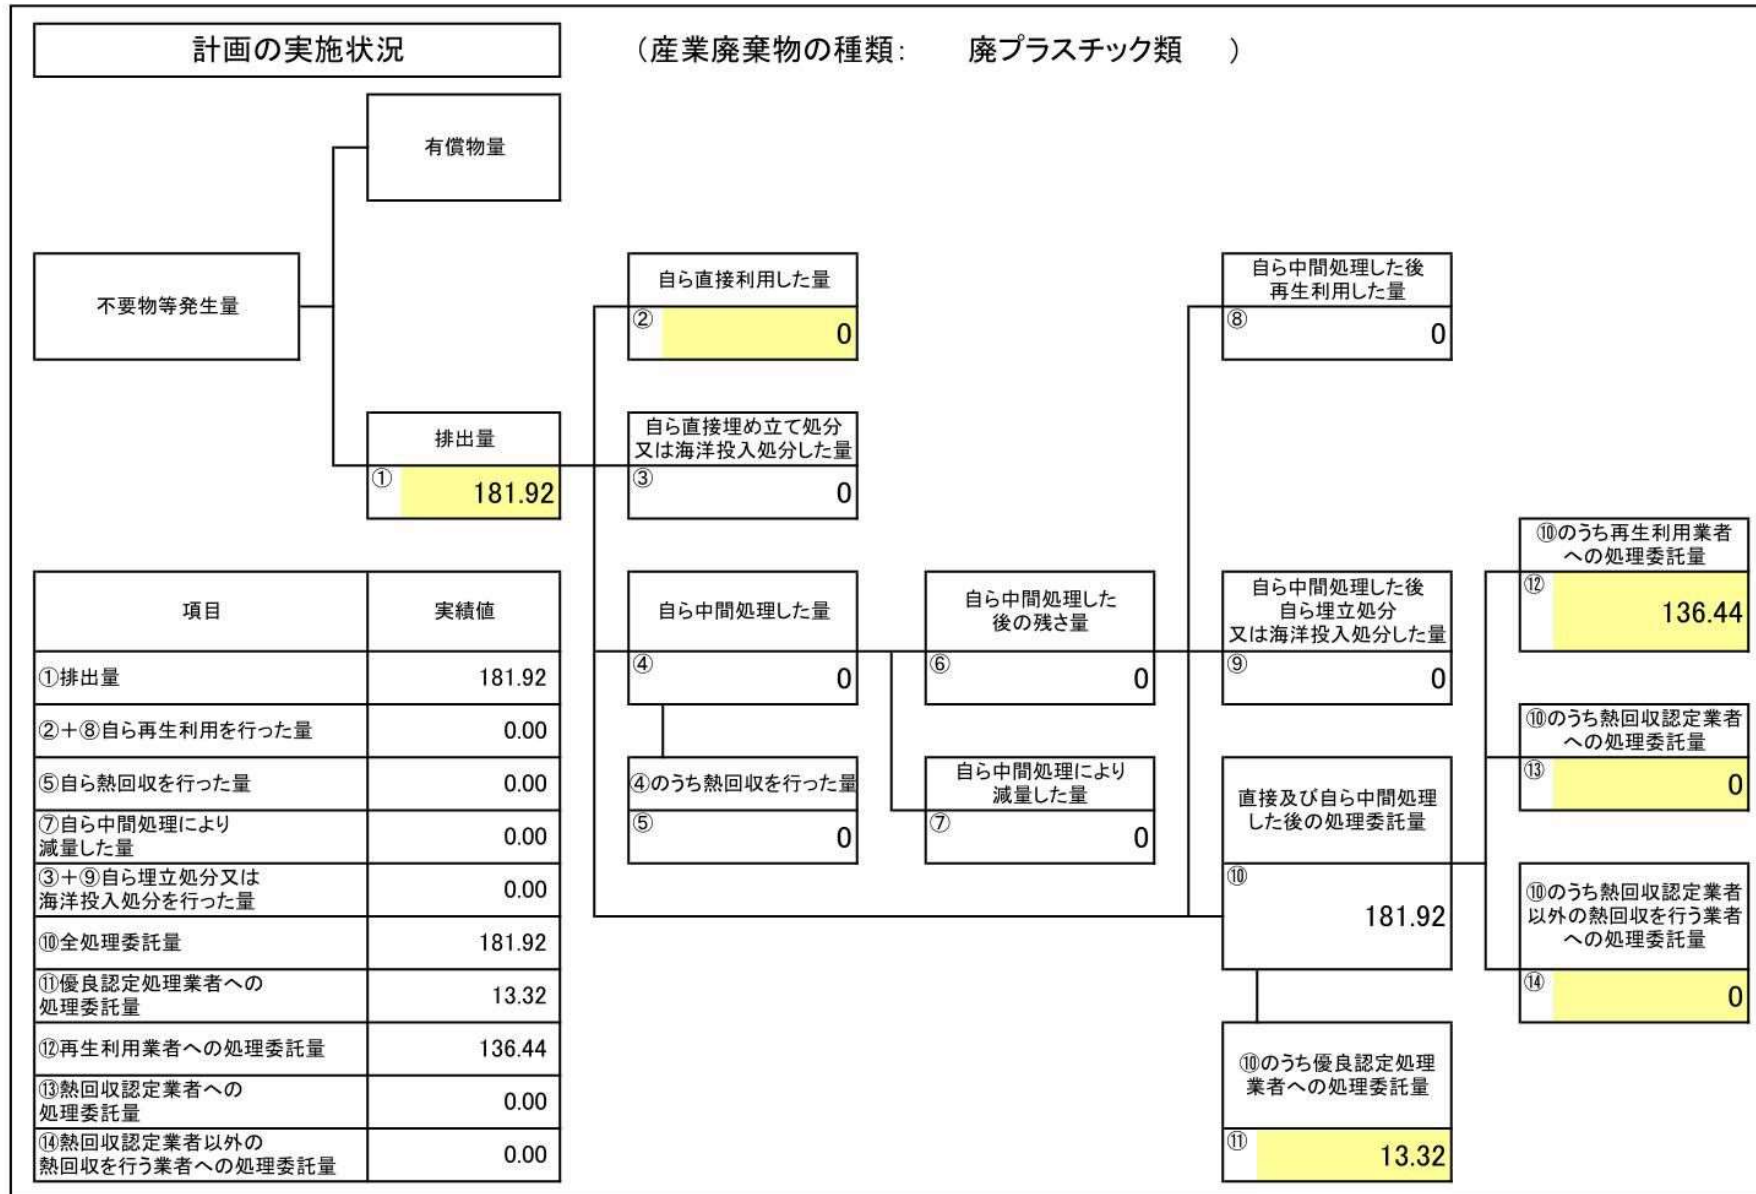 計画の実施状況
（産業廃棄物の種類： 廃プラスチック類 ）
有償物量
不要物等発生量
自ら直接利用した量
② 0
自ら中間処理した後
再生利用した量
⑧ 0
排出量
① 181.92
自ら直接埋め立て処分
又は海洋投入処分した量
③ 0
⑩のうち再生利用業者
への処理委託量
⑫ 136.44
自ら中間処理した量
④ 0
自ら中間処理した
後の残さ量
⑥ 0
自ら中間処理した後
自ら埋立処分
又は海洋投入処分した量
⑨ 0
⑩のうち熱回収認定業者
への処理委託量
⑬ 0
④のうち熱回収を行った量
⑤ 0
自ら中間処理により
減量した量
⑦ 0
直接及び自ら中間処理
した後の処理委託量
⑩ 181.92
⑩のうち熱回収認定業者
以外の熱回収を行う業者
への処理委託量
⑭ 0
⑩のうち優良認定処理
業者への処理委託量
⑪ 13.32
項目 実績値
①排出量 181.92
②＋⑧自ら再生利用を行った量 0.00
⑤自ら熱回収を行った量 0.00
⑦自ら中間処理により
減量した量 0.00
③＋⑨自ら埋立処分又は
海洋投入処分を行った量 0.00
⑩全処理委託量 181.92
⑪優良認定処理業者への
処理委託量 13.32
⑫再生利用業者への処理委託量 136.44
⑬熱回収認定業者への
処理委託量 0.00
⑭熱回収認定業者以外の
熱回収を行う業者への処理委託量 0.00